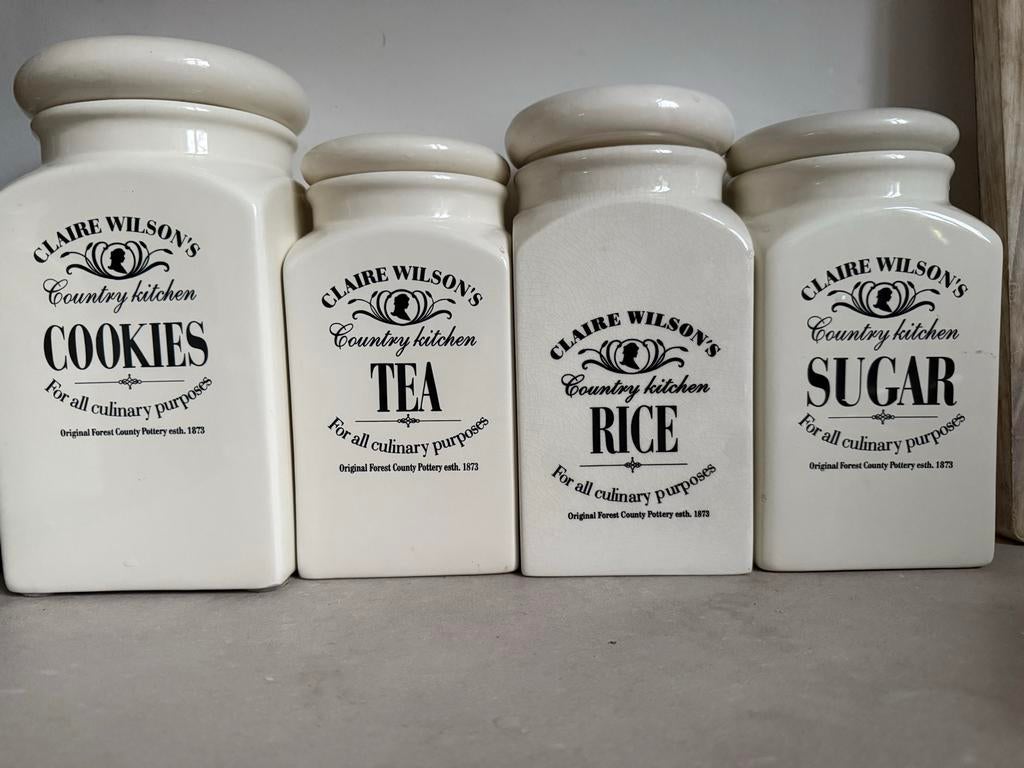 CLAIRE WILSON'S
Country kitchen
COOKIES
For all culinary purposes
Original Forest County Pottery esth. 1873
CLAIRE WILSON'S
Country kitchen
TEA
For all culinary purposes
Original Forest County Pottery esth. 1873
CLAIRE WILSON'S
Country kitchen
RICE
For all culinary purposes
Original Forest County Pottery esth. 1873
CLAIRE WILSON'S
Country kitchen
SUGAR
For all culinary purposes
Original Forest County Pottery esth. 1873